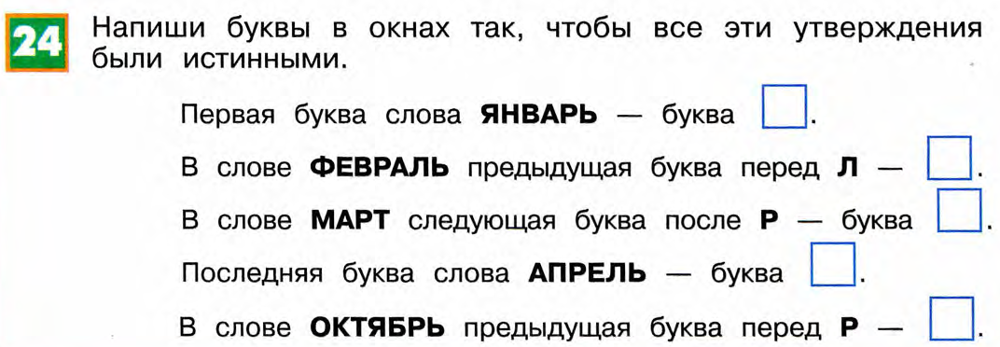 24 Напиши буквы в окнах так, чтобы все эти утверждения
были истинными.
Первая буква слова ЯНВАРЬ — буква .
В слове ФЕВРАЛЬ предыдущая буква перед Л — .
В слове МАРТ следующая буква после Р — буква .
Последняя буква слова АПРЕЛЬ — буква .
В слове ОКТЯБРЬ предыдущая буква перед Р — .